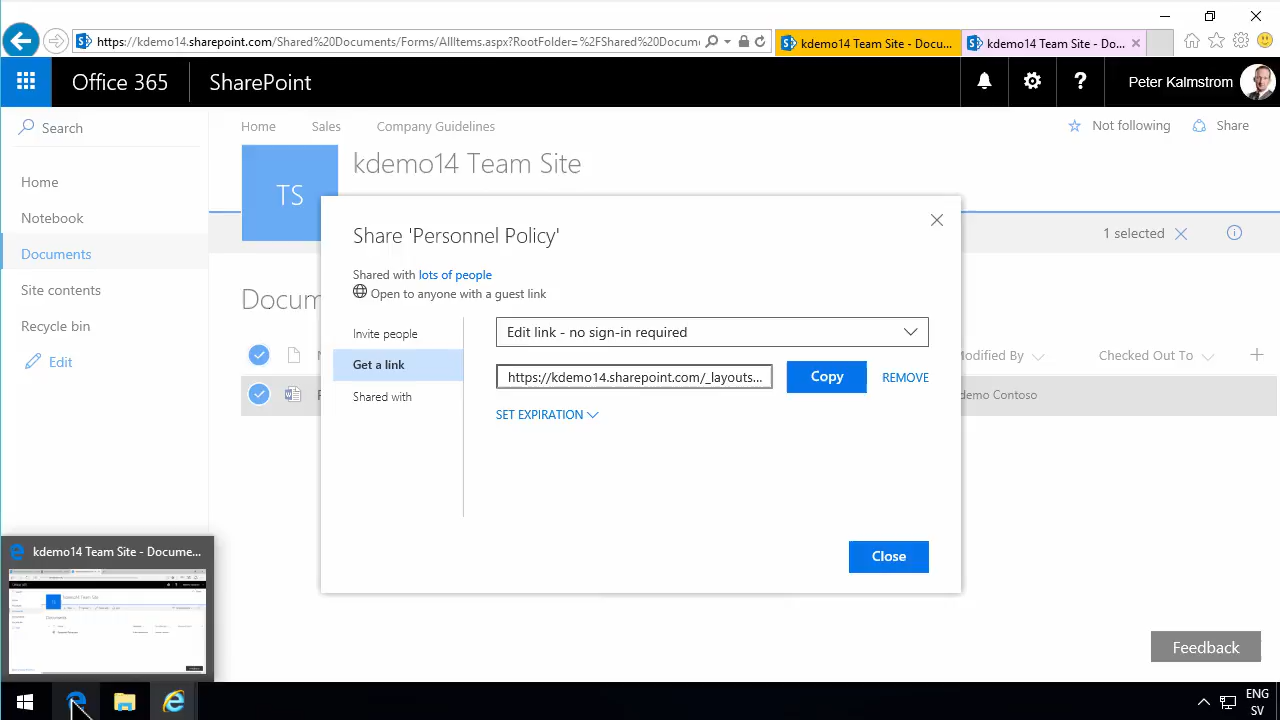 https://kdemo14.sharepoint.com/Shared%20Documents/Forms/AllItems.aspx?RootFolder=%2FShared%20Docume
kdemo14 Team Site - Docu...
kdemo14 Team Site - Do...
Office 365
SharePoint
?
Peter Kalmstrom
Search
Home
Sales
Company Guidelines
Not following
Share
kdemo14 Team Site
TS
Home
Notebook
Documents
Site contents
Recycle bin
Edit
1 selected
Docum
Modified By
Checked Out To
demo Contoso
Share 'Personnel Policy'
Shared with lots of people
Open to anyone with a guest link
Invite people
Get a link
Shared with
Edit link - no sign-in required
https://kdemo14.sharepoint.com/_layouts...
Copy
REMOVE
SET EXPIRATION
Close
kdemo14 Team Site - Docume...
Feedback
ENG
SV